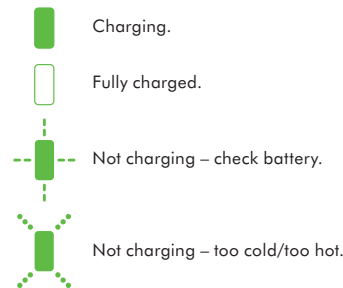 Charging.
Fully charged.
Not charging – check battery.
Not charging – too cold/too hot.